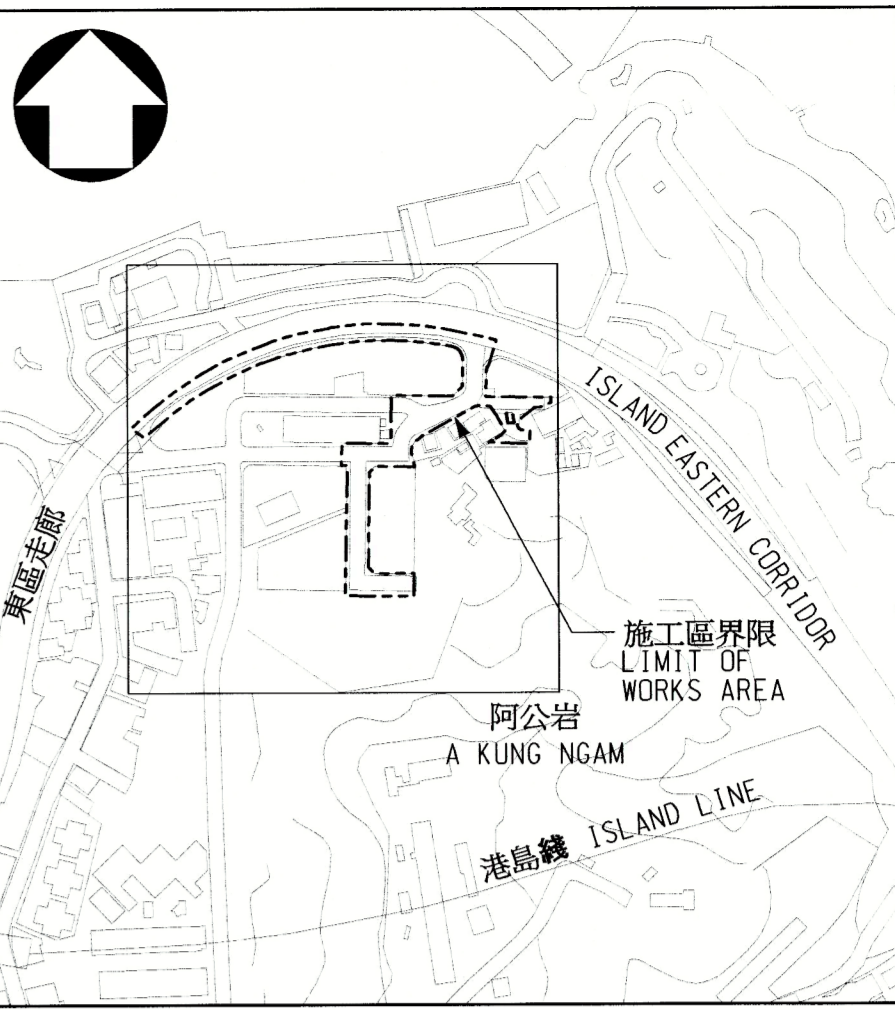 ISLAND EASTERN CORRIDOR
東區走廊
施工區界限
LIMIT OF
WORKS AREA
阿公岩
A KUNG NGAM
港島綫 ISLAND LINE